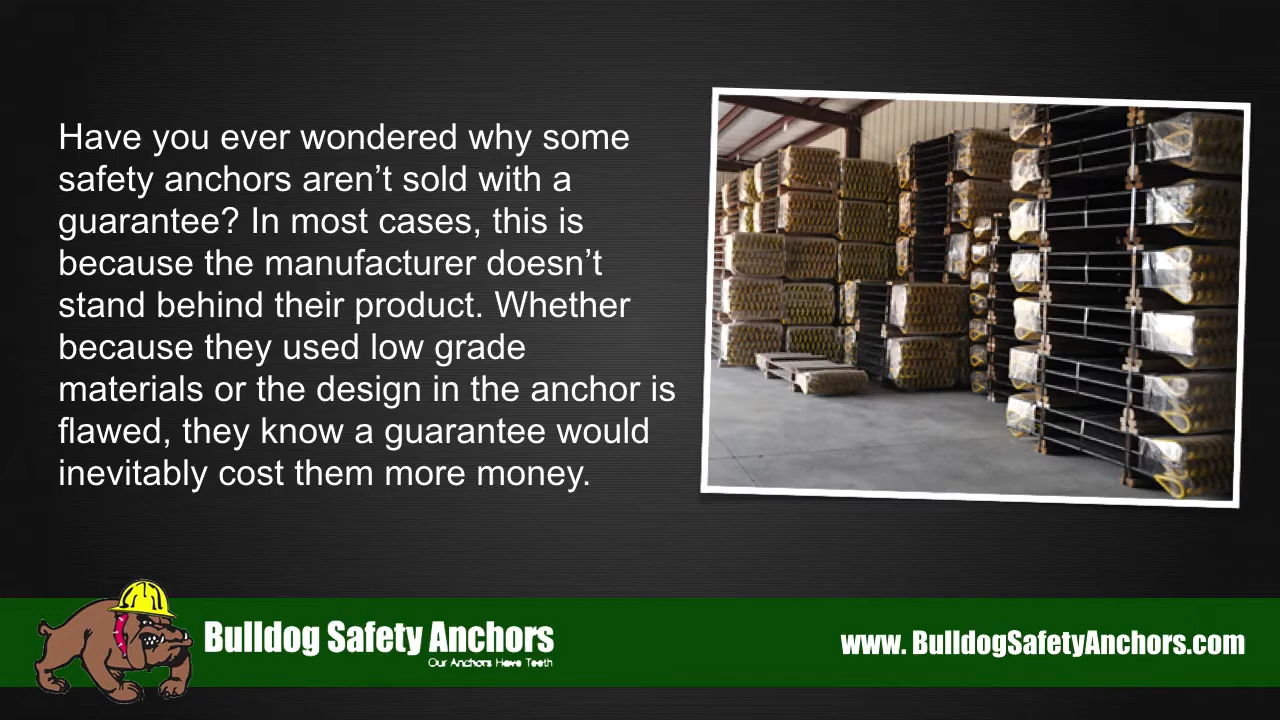 Have you ever wondered why some
safety anchors aren’t sold with a
guarantee? In most cases, this is
because the manufacturer doesn’t
stand behind their product. Whether
because they used low grade
materials or the design in the anchor is
flawed, they know a guarantee would
inevitably cost them more money.
Bulldog Safety Anchors
Our Anchors Have Teeth
www. BulldogSafetyAnchors.com